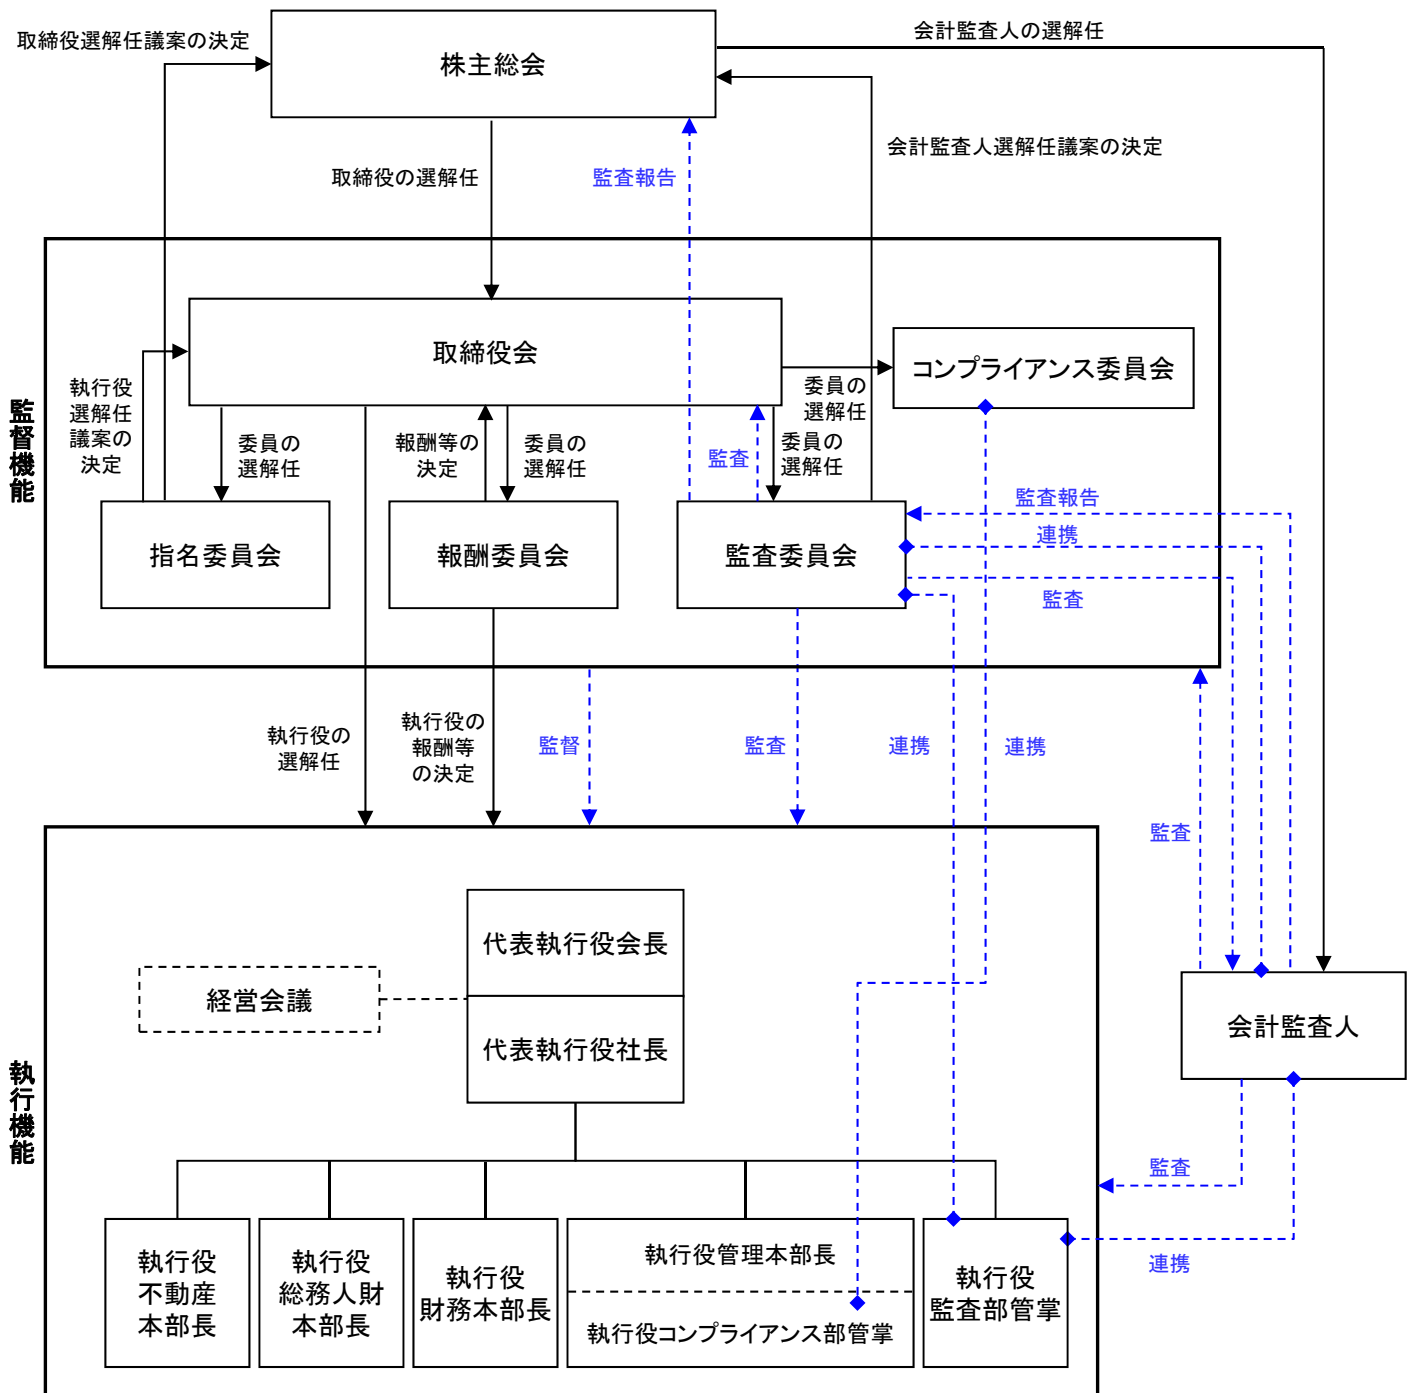 取締役選解任議案の決定
株主総会
会計監査人の選解任
会計監査人選解任議案の決定
取締役の選解任
監査報告
監督機能
取締役会
コンプライアンス委員会
執行役
選解任
議案の
決定
委員の
選解任
報酬等の
決定
委員の
選解任
監査
委員の
選解任
委員の
選解任
指名委員会
報酬委員会
監査委員会
監査報告
連携
監査
執行役の
選解任
執行役の
報酬等
の決定
監督
監査
連携
連携
監査
執行機能
代表執行役会長
経営会議
代表執行役社長
会計監査人
監査
連携
執行役
不動産
本部長
執行役
総務人財
本部長
執行役
財務本部長
執行役管理本部長
執行役コンプライアンス部管掌
執行役
監査部管掌